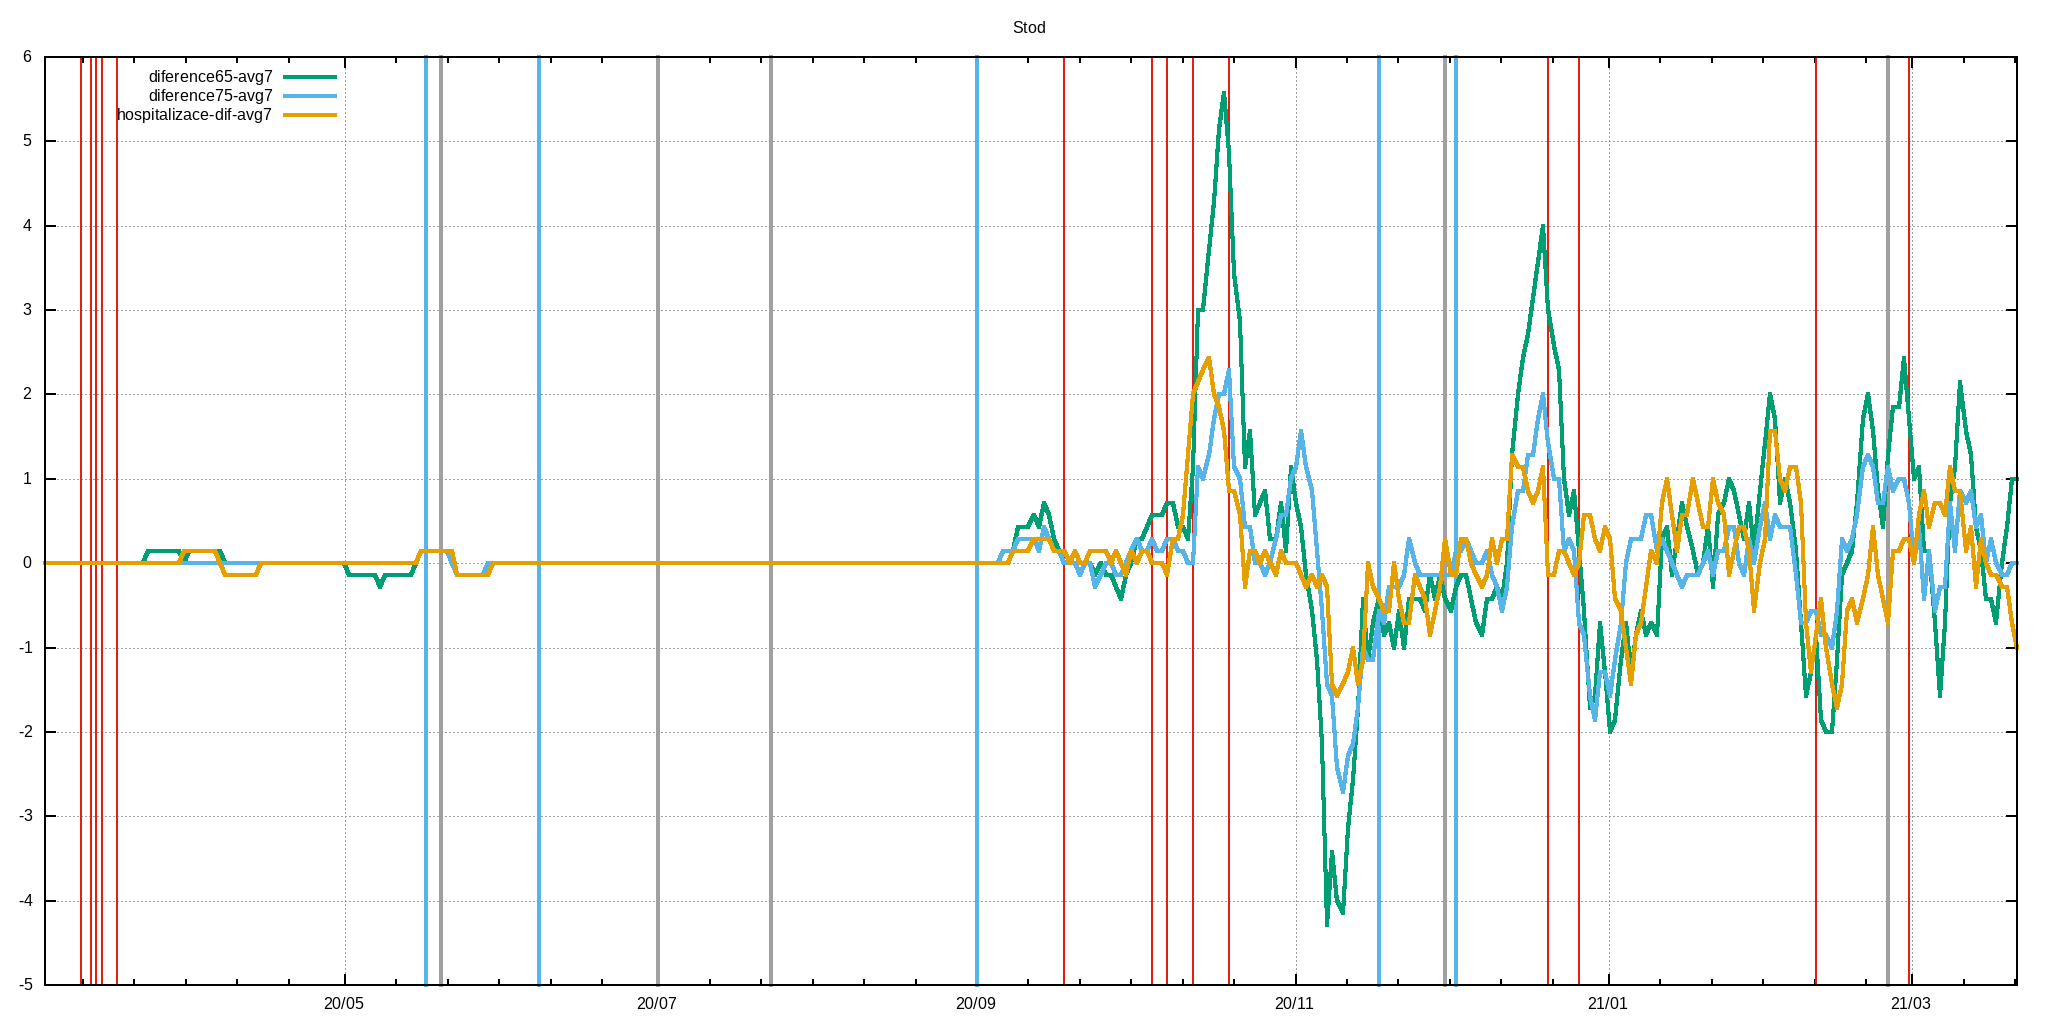 Stod
6
diference65-avg7
diference75-avg7
hospitalizace-dif-avg7
5
4
3
2
1
0
-1
-2
-3
-4
-5
20/05 20/07 20/09 20/11 21/01 21/03